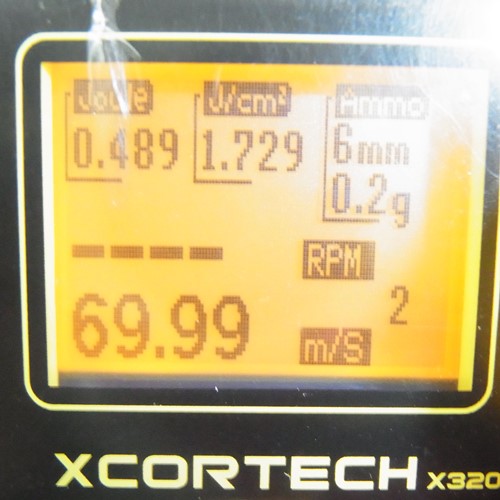 Joule J/cm² Ammo
0.489 1.729 6mm
0.2g
---- RPM
2
69.99 m/S
XCORTECH X320